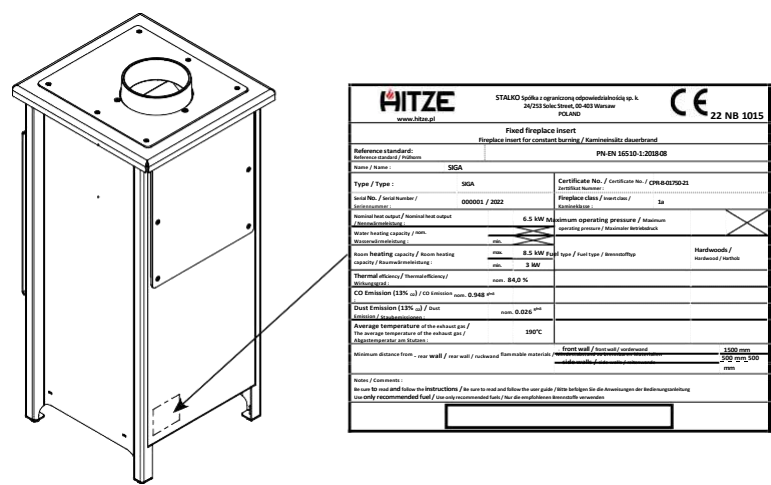 HITZE
www.hitze.pl
STALKO Spółka z ograniczoną odpowiedzialnością sp. k.
24/253 Solec Street, 00-403 Warsaw
POLAND
CE
22 NB 1015
Fixed fireplace insert
Fireplace insert for constant burning / Kamineinsätz dauerbrand
Reference standard:
Reference standard / Prüfnorm
PN-EN 16510-1:2018-08
Name / Name :
SIGA
Type / Type :
SIGA
Certificate No. / Certificate No. /
Zertifikat Nummer :
CPR-B-01750-21
Serial No. / Serial Number /
Seriennummer :
000001 / 2022
Fireplace class / Insert class /
Kamineklasse :
1a
Nominal heat output / Nominal heat output
/ Nennwärmeleistung :
6.5 kW
Maximum operating pressure / Maximum
operating pressure / Maximaler Betriebsdruck
Water heating capacity / nom.
Wasserwärmeleistung :
min.
Room heating capacity / Room heating
capacity / Raumwärmeleistung :
max.
8.5 kW
min.
3 kW
Fuel type / Fuel type / Brennstofftyp
Hardwoods /
Hardwood / Hartholz
Thermal efficiency / Thermal efficiency /
Wirkungsgrad :
nom. 84,0 %
CO Emission (13% O2) / CO Emission
:
nom. 0.948
Dust Emission (13% O2) / Dust
Emission / Staubemissionen :
nom. 0.026
Average temperature of the exhaust gas /
The average temperature of the exhaust gas /
Abgastemperatur am Stutzen :
190°C
Minimum distance from - rear wall / rear wall / ruckwand flammable materials /
front wall / front wall / vorderwand
1500 mm
side walls /
500 mm 500
mm
Notes / Comments :
Be sure to read and follow the instructions / Be sure to read and follow the user guide / Bitte befolgen Sie die Anweisungen der Bedienungsanleitung
Use only recommended fuel / Use only recommended fuels / Nur die empfohlenen Brennstoffe verwenden